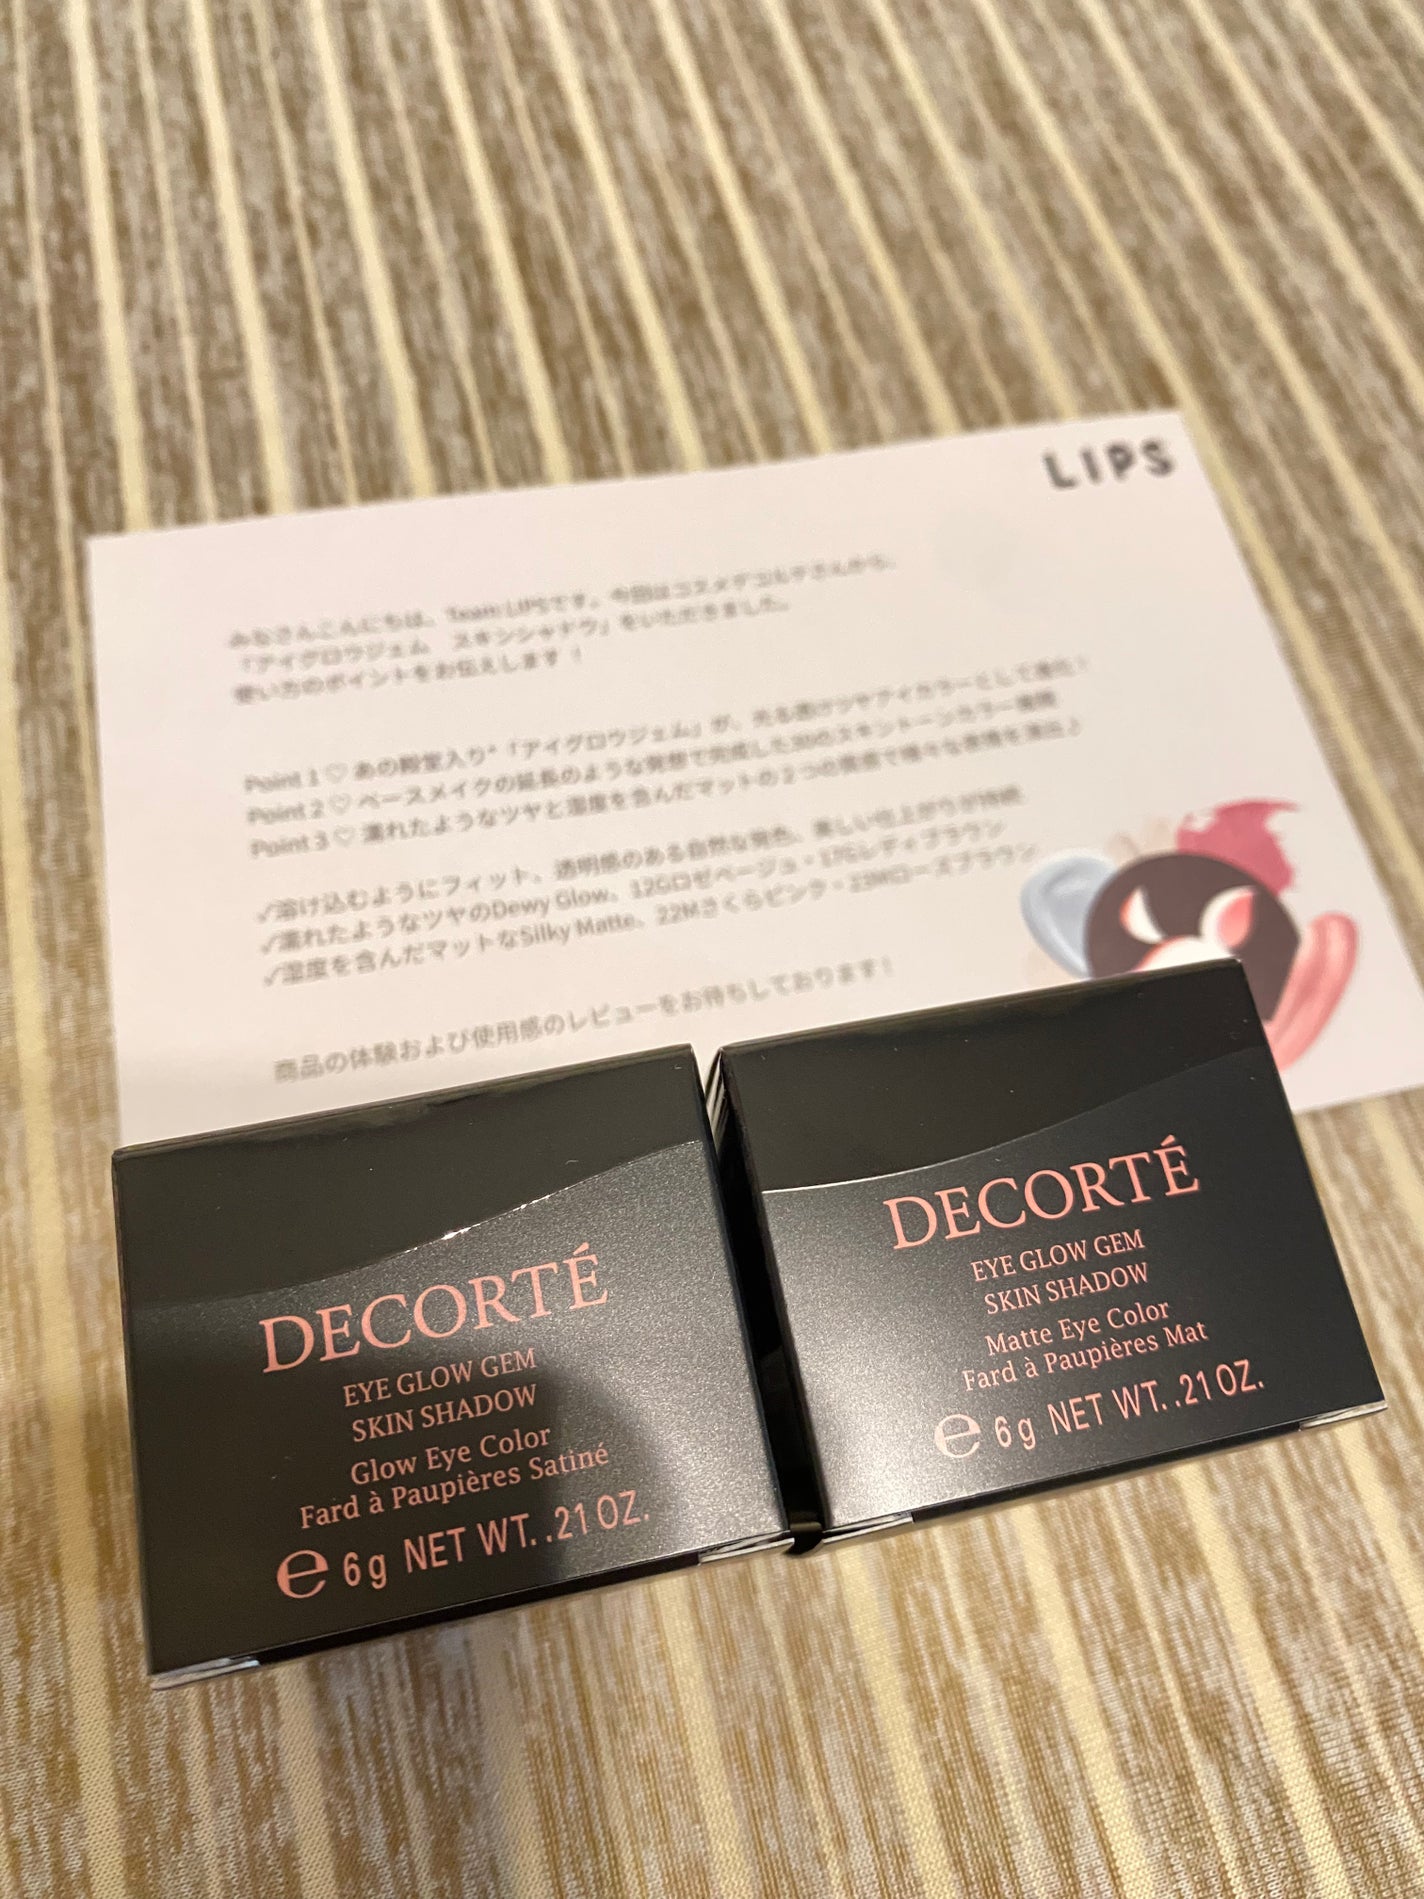 LIPS
みなさんこんにちは、Team LIPSです。今回はコスメデコルテさんから、
「アイグロウジェム　スキンシャドウ」をいただきました。
使い方のポイントをお伝えします！
Point 1♡ あの殿堂入り*「アイグロウジェム」が、光る透けツヤアイカラーとして進化！
Point 2♡ ベースメイクの延長のような発想で完成した30のスキントーンカラー展開
Point 3♡ 濡れたようなツヤと湿度を含んだマットの2つの質感で様々な表情を演出♪
✓溶け込むようにフィット、透明感のある自然な発色、美しい仕上がりが持続
✓濡れたようなツヤのDewy Glow、12Gロゼベージュ・17Gレディブラウン
✓湿度を含んだマットなSilky Matte、22Mさくらピンク・23Mローズブラウン
商品の体験および使用感のレビューをお待ちしております！
DECORTÉ
EYE GLOW GEM
SKIN SHADOW
Glow Eye Color
Fard à Paupières Satiné
℮ 6g NET WT. .21 OZ.
DECORTÉ
EYE GLOW GEM
SKIN SHADOW
Matte Eye Color
Fard à Paupières Mat
℮ 6g NET WT. .21 OZ.